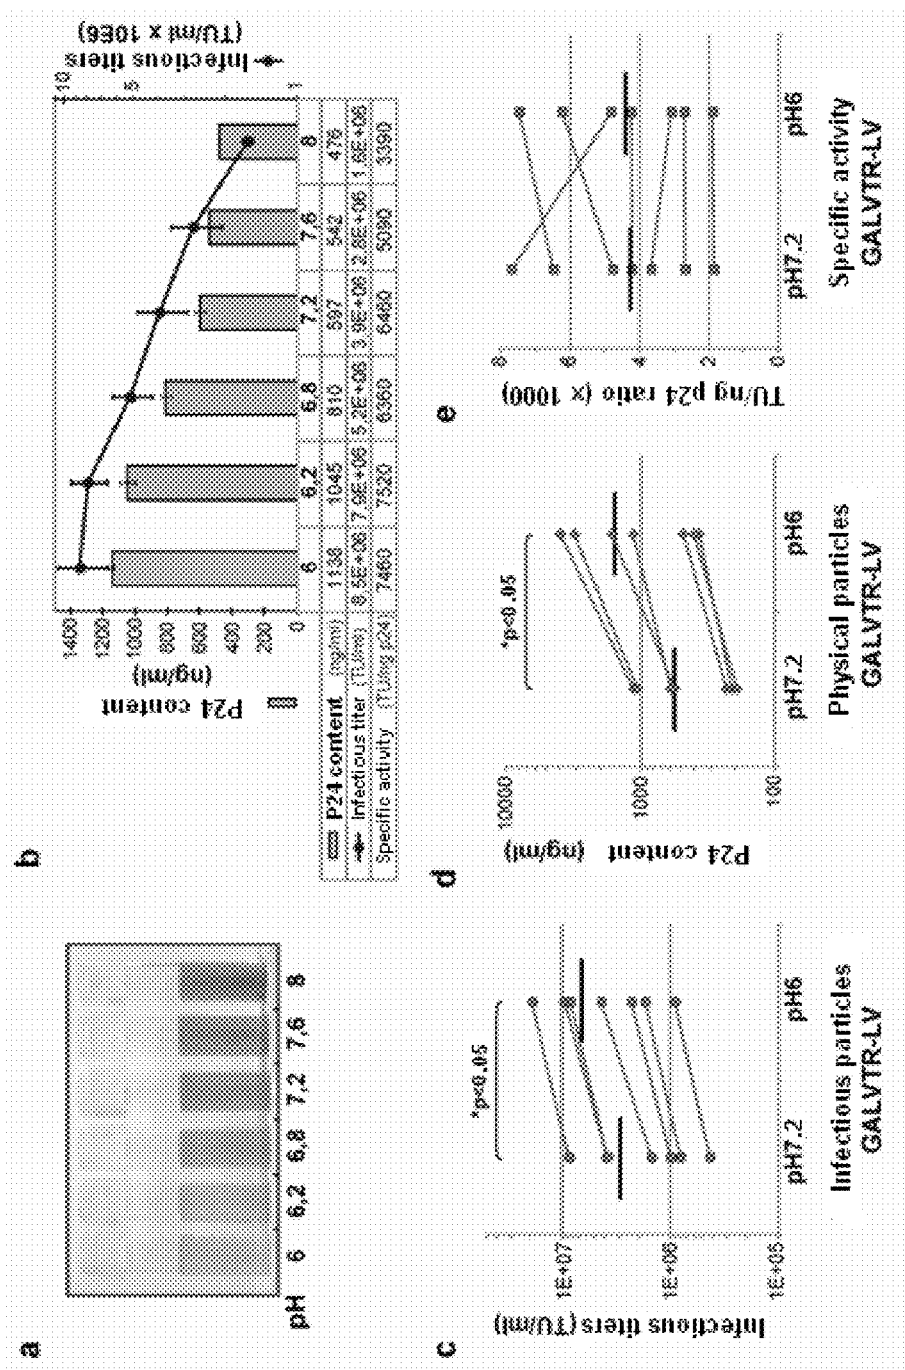 a
pH 6 6,2 6,8 7,2 7,6 8
b
P24 content
(ng/ml)
1400
1200
1000
800
600
400
200
0
Infectious titers
(TU/ml x 10E6)
10
5
1
6 6,2 6,8 7,2 7,6 8
P24 content (ng/ml) 1138 1045 810 597 542 476
Infectious titer (TU/ml) 8.5E+06 7.9E+06 5.2E+06 3.9E+06 2.8E+06 1.6E+06
Specific activity (TU/ng p24) 7460 7520 6360 6460 5090 3390
c
Infectious titers (TU/ml)
1E+07
1E+06
1E+05
*p<0.05
pH7.2 pH6
Infectious particles
GALVTR-LV
d
P24 content (ng/ml)
10000
1000
100
*p<0.05
pH7.2 pH6
Physical particles
GALVTR-LV
e
TU/ng p24 ratio (x 1000)
8
6
4
2
0
pH7.2 pH6
Specific activity
GALVTR-LV